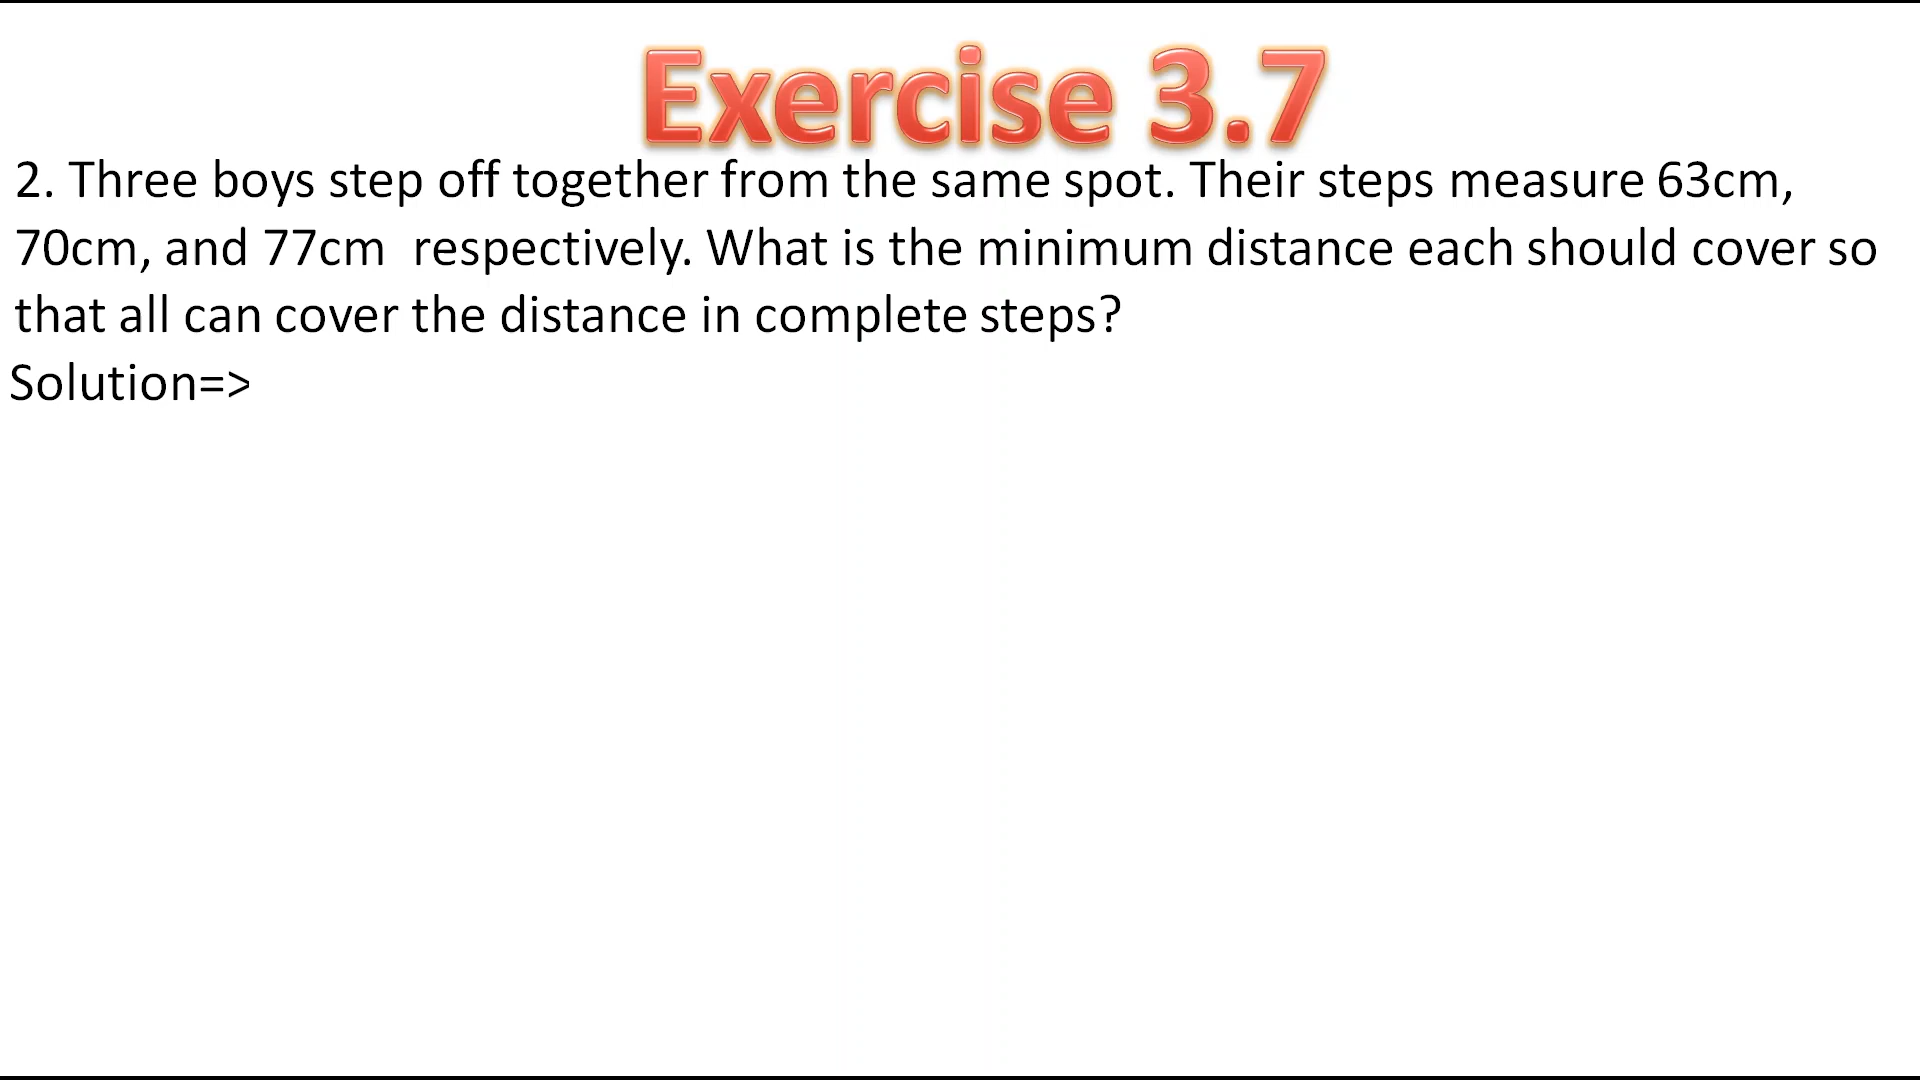 Exercise 3.7
2. Three boys step off together from the same spot. Their steps measure 63cm,
70cm, and 77cm  respectively. What is the minimum distance each should cover so
that all can cover the distance in complete steps?
Solution=>